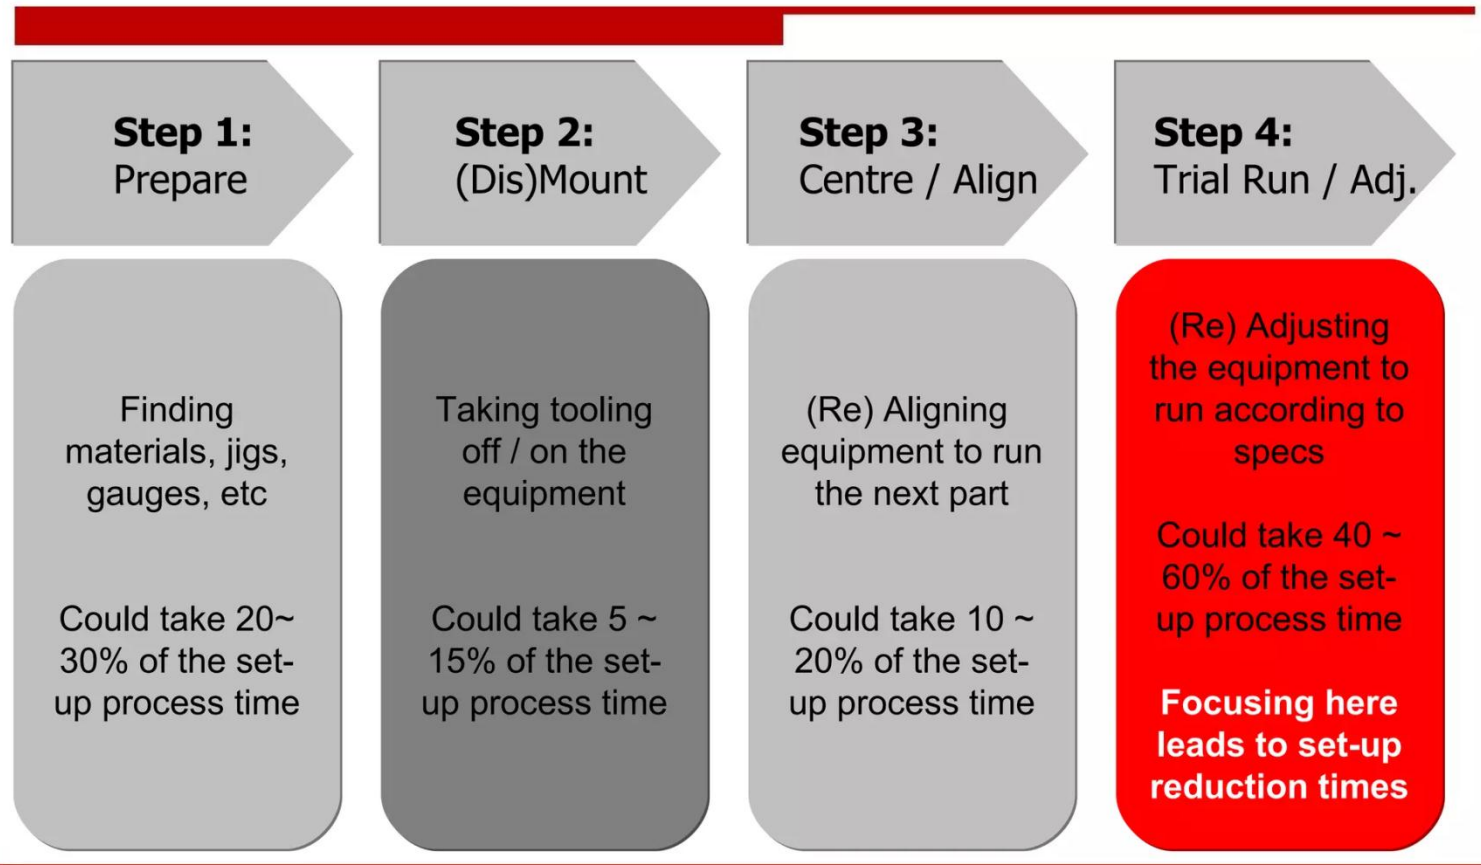 Step 1:
Prepare
Step 2:
(Dis)Mount
Step 3:
Centre / Align
Step 4:
Trial Run / Adj.
Finding
materials, jigs,
gauges, etc
Could take 20~
30% of the set-
up process time
Taking tooling
off / on the
equipment
Could take 5 ~
15% of the set-
up process time
(Re) Aligning
equipment to run
the next part
Could take 10 ~
20% of the set-
up process time
(Re) Adjusting
the equipment to
run according to
specs
Could take 40 ~
60% of the set-
up process time
Focusing here
leads to set-up
reduction times